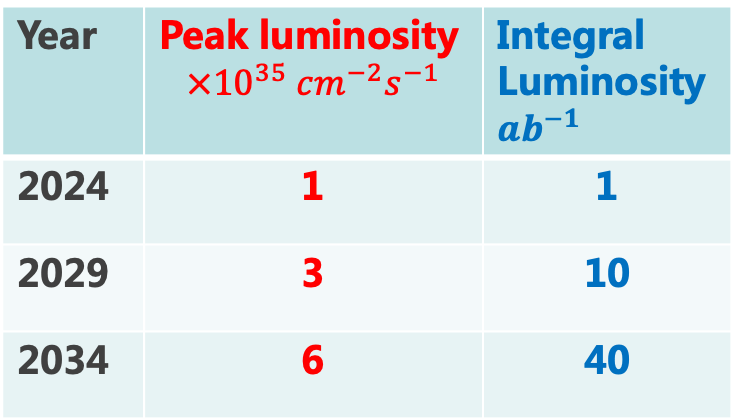 Year
Peak luminosity
×10³⁵ cm⁻²s⁻¹
Integral
Luminosity
ab⁻¹
2024 1 1
2029 3 10
2034 6 40